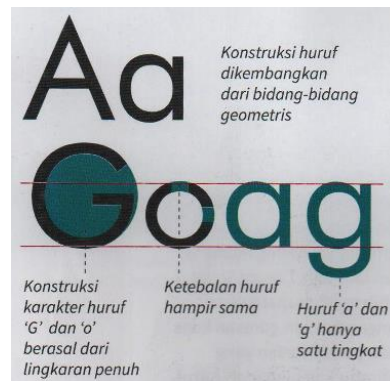 Aa
Konstruksi huruf
dikembangkan
dari bidang-bidang
geometris
Goag
Konstruksi
karakter huruf
‘G’ dan ‘o’
berasal dari
lingkaran penuh
Ketebalan huruf
hampir sama
Huruf ‘a’ dan
‘g’ hanya
satu tingkat